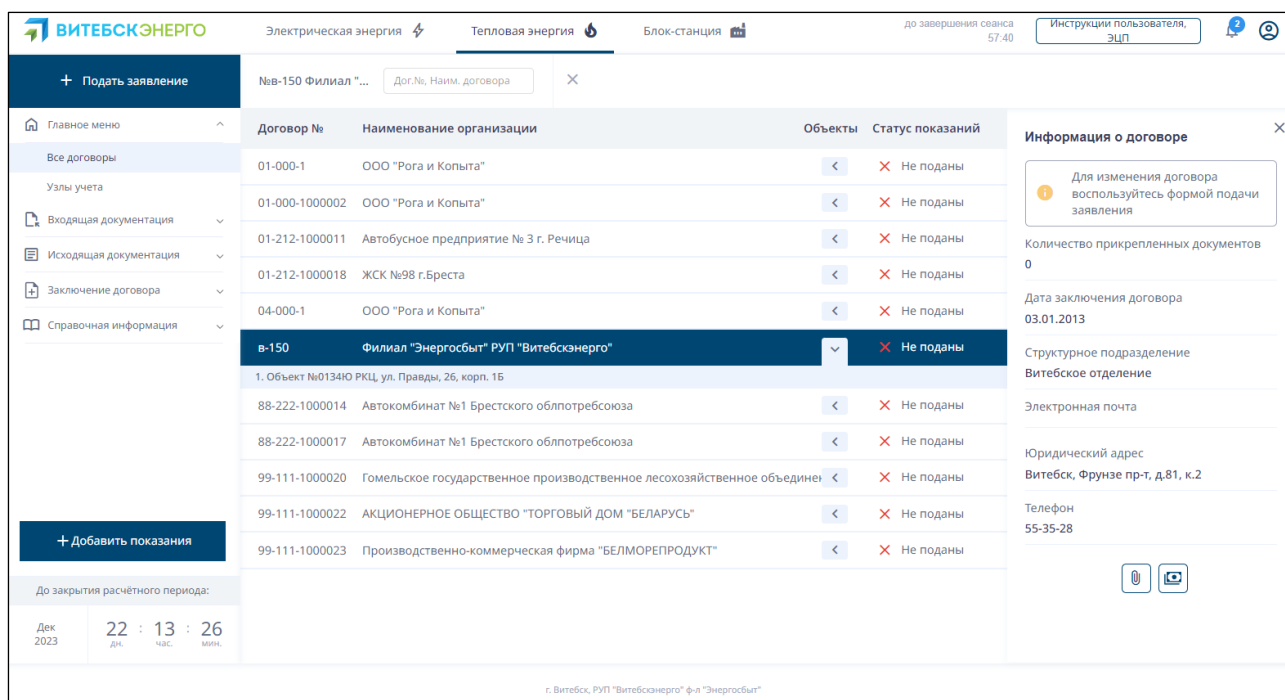 ВИТЕБСКЭНЕРГО
Электрическая энергия
Тепловая энергия
Блок-станция
до завершения сеанса
57:40
Инструкции пользователя,
ЭЦП
2
+ Подать заявление
№в-150 Филиал "...
Дог.№, Наим. договора
Главное меню
Все договоры
Узлы учета
Входящая документация
Исходящая документация
Заключение договора
Справочная информация
Договор № Наименование организации Объекты Статус показаний
01-000-1 ООО "Рога и Копыта" Не поданы
01-000-1000002 ООО "Рога и Копыта" Не поданы
01-212-1000011 Автобусное предприятие № 3 г. Речица Не поданы
01-212-1000018 ЖСК №98 г.Бреста Не поданы
04-000-1 ООО "Рога и Копыта" Не поданы
в-150 Филиал "Энергосбыт" РУП "Витебскэнерго" Не поданы
1. Объект №0134Ю РКЦ, ул. Правды, 26, корп. 1Б
88-222-1000014 Автокомбинат №1 Брестского облпотребсоюза Не поданы
88-222-1000017 Автокомбинат №1 Брестского облпотребсоюза Не поданы
99-111-1000020 Гомельское государственное производственное лесохозяйственное объединен Не поданы
99-111-1000022 АКЦИОНЕРНОЕ ОБЩЕСТВО "ТОРГОВЫЙ ДОМ "БЕЛАРУСЬ" Не поданы
99-111-1000023 Производственно-коммерческая фирма "БЕЛМОРЕПРОДУКТ" Не поданы
Информация о договоре
Для изменения договора
воспользуйтесь формой подачи
заявления
Количество прикрепленных документов
0
Дата заключения договора
03.01.2013
Структурное подразделение
Витебское отделение
Электронная почта
Юридический адрес
Витебск, Фрунзе пр-т, д.81, к.2
Телефон
55-35-28
+ Добавить показания
До закрытия расчётного периода:
Дек
2023
22 : 13 : 26
дн. час. мин.
г. Витебск, РУП "Витебскэнерго" ф-л "Энергосбыт"